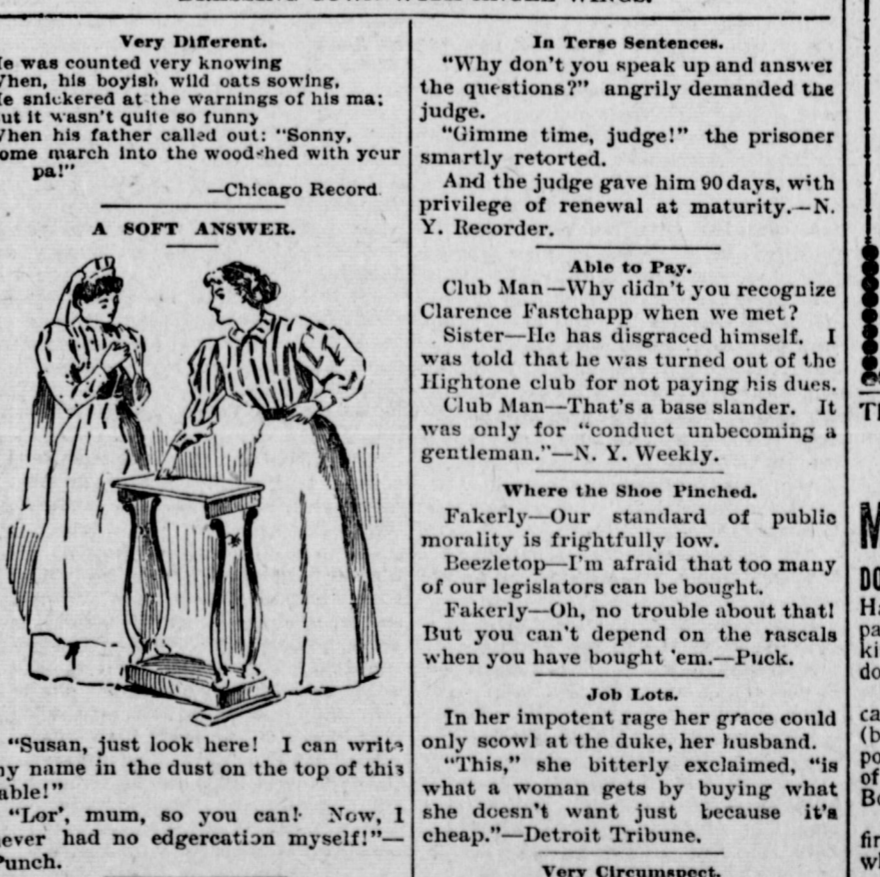 Very Different.
e was counted very knowing
hen, his boyish wild oats sowing,
e snickered at the warnings of his ma;
ut it wasn't quite so funny
hen his father called out: "Sonny,
ome march into the woodshed with your
pa!"
—Chicago Record
A SOFT ANSWER.
"Susan, just look here! I can write
y name in the dust on the top of this
able!"
"Lor', mum, so you can! Now, I
ever had no edgercation myself!"—
unch.
In Terse Sentences.
"Why don't you speak up and answer
the questions?" angrily demanded the
judge.
"Gimme time, judge!" the prisoner
smartly retorted.
And the judge gave him 90 days, with
privilege of renewal at maturity.—N.
Y. Recorder.
Able to Pay.
Club Man—Why didn't you recognize
Clarence Fastchapp when we met?
Sister—He has disgraced himself. I
was told that he was turned out of the
Hightone club for not paying his dues.
Club Man—That's a base slander. It
was only for "conduct unbecoming a
gentleman."—N. Y. Weekly.
Where the Shoe Pinched.
Fakerly—Our standard of public
morality is frightfully low.
Beezletop—I'm afraid that too many
of our legislators can be bought.
Fakerly—Oh, no trouble about that!
But you can't depend on the rascals
when you have bought 'em.—Puck.
Job Lots.
In her impotent rage her grace could
only scowl at the duke, her husband.
"This," she bitterly exclaimed, "is
what a woman gets by buying what
she doesn't want just because it's
cheap."—Detroit Tribune.
Very Circumspect.